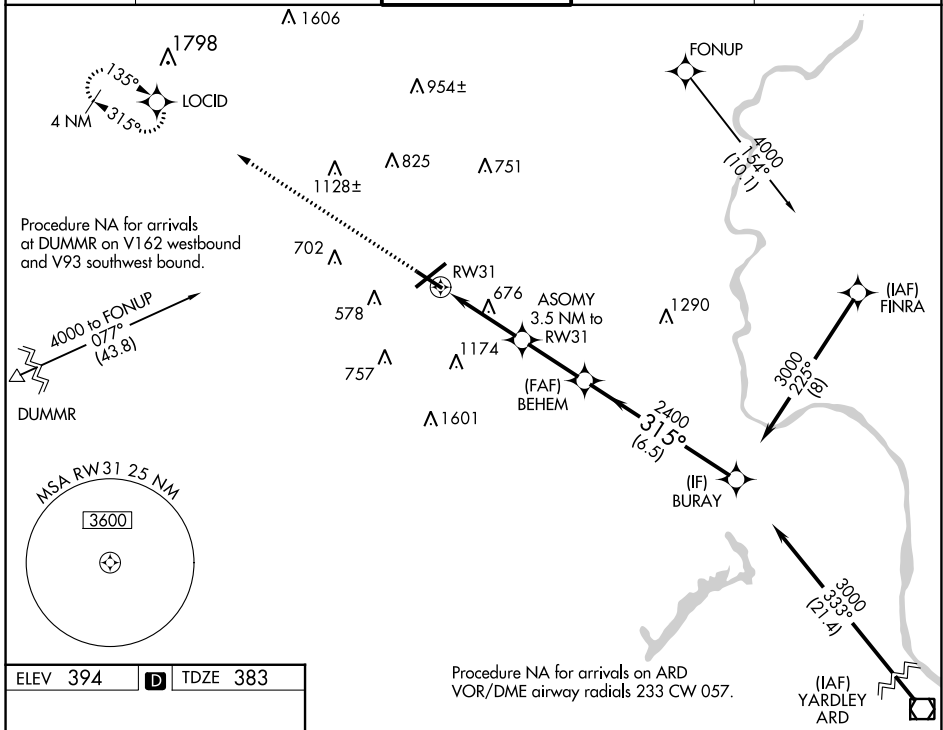 1606
1798
135°
315°
4 NM
LOCID
954±
FONUP
4000
154°
(10.1)
825
751
1128±
Procedure NA for arrivals
at DUMMR on V162 westbound
and V93 southwest bound.
702
RW31
578
676
ASOMY
3.5 NM to
RW31
1290
(IAF)
FINRA
4000 to FONUP
077°
(43.8)
757
1174
3000
225°
(8)
DUMMR
(FAF)
BEHEM
1601
2400
315°
(6.5)
(IF)
BURAY
MSA RW31 25 NM
3600
3000
333°
(21.4)
ELEV 394 D TDZE 383
Procedure NA for arrivals on ARD
VOR/DME airway radials 233 CW 057.
(IAF)
YARDLEY
ARD